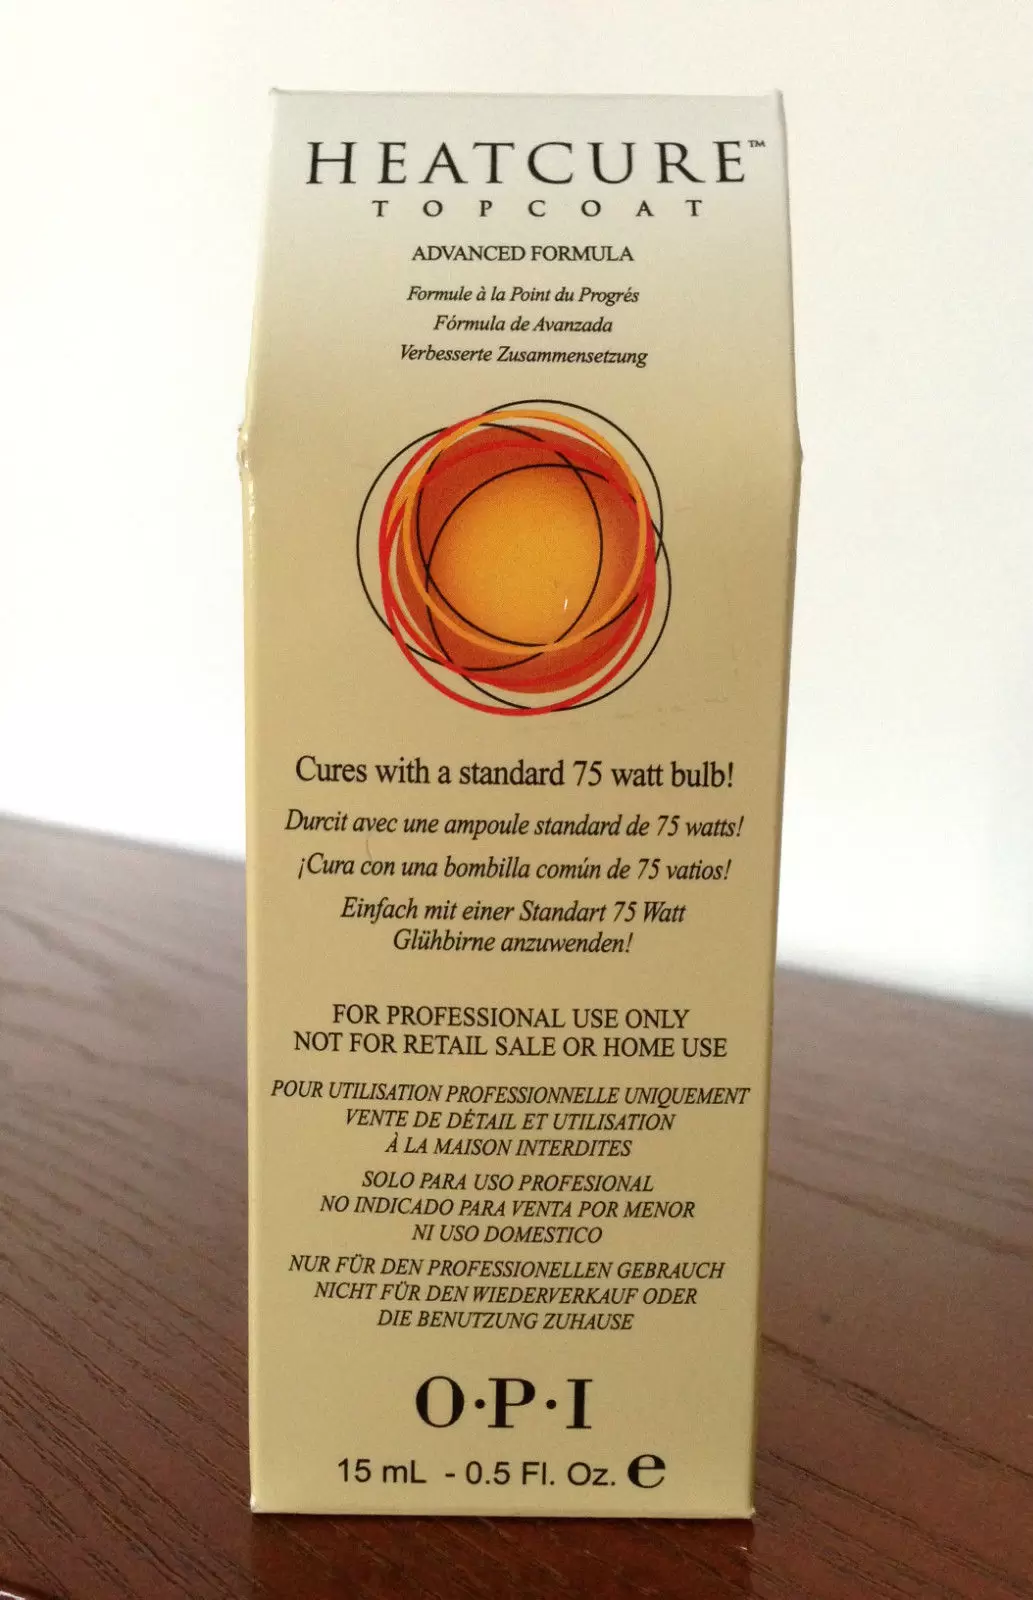 HEATCURE™
TOPCOAT
ADVANCED FORMULA
Formule à la Point du Progrés
Fórmula de Avanzada
Verbesserte Zusammensetzung
Cures with a standard 75 watt bulb!
Durcit avec une ampoule standard de 75 watts!
¡Cura con una bombilla común de 75 vatios!
Einfach mit einer Standart 75 Watt
Glühbirne anzuwenden!
FOR PROFESSIONAL USE ONLY
NOT FOR RETAIL SALE OR HOME USE
POUR UTILISATION PROFESSIONNELLE UNIQUEMENT
VENTE DE DÉTAIL ET UTILISATION
À LA MAISON INTERDITES
SOLO PARA USO PROFESIONAL
NO INDICADO PARA VENTA POR MENOR
NI USO DOMESTICO
NUR FÜR DEN PROFESSIONELLEN GEBRAUCH
NICHT FÜR DEN WIEDERVERKAUF ODER
DIE BENUTZUNG ZUHAUSE
O·P·I
15 mL - 0.5 Fl. Oz. ℮